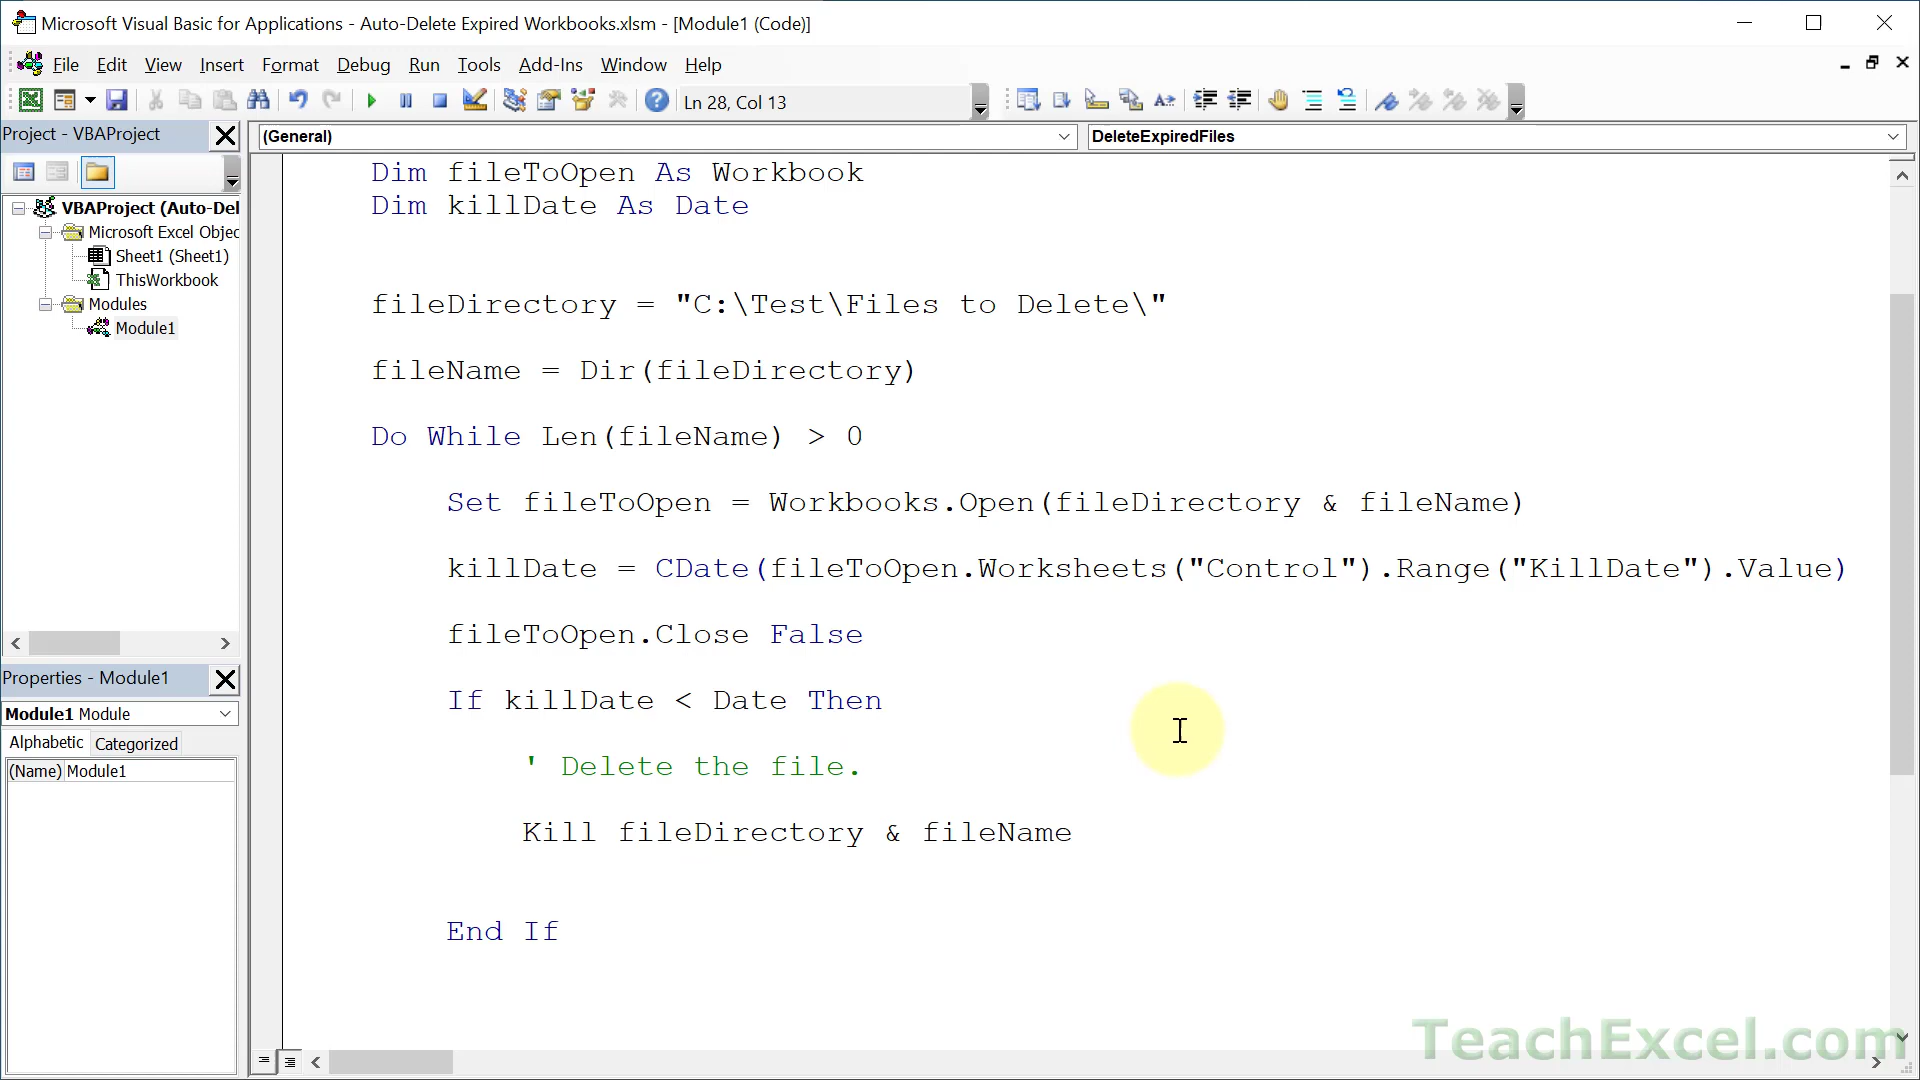 Microsoft Visual Basic for Applications - Auto-Delete Expired Workbooks.xlsm - [Module1 (Code)]
File Edit View Insert Format Debug Run Tools Add-Ins Window Help
Ln 28, Col 13
Project - VBAProject
(General)
DeleteExpiredFiles
VBAProject (Auto-Del
Microsoft Excel Objec
Sheet1 (Sheet1)
ThisWorkbook
Modules
Module1
Properties - Module1
Module1 Module
Alphabetic Categorized
(Name) Module1
Dim fileToOpen As Workbook
Dim killDate As Date
fileDirectory = "C:\Test\Files to Delete\"
fileName = Dir(fileDirectory)
Do While Len(fileName) > 0
Set fileToOpen = Workbooks.Open(fileDirectory & fileName)
killDate = CDate(fileToOpen.Worksheets("Control").Range("KillDate").Value)
fileToOpen.Close False
If killDate < Date Then
' Delete the file.
Kill fileDirectory & fileName
End If
TeachExcel.com